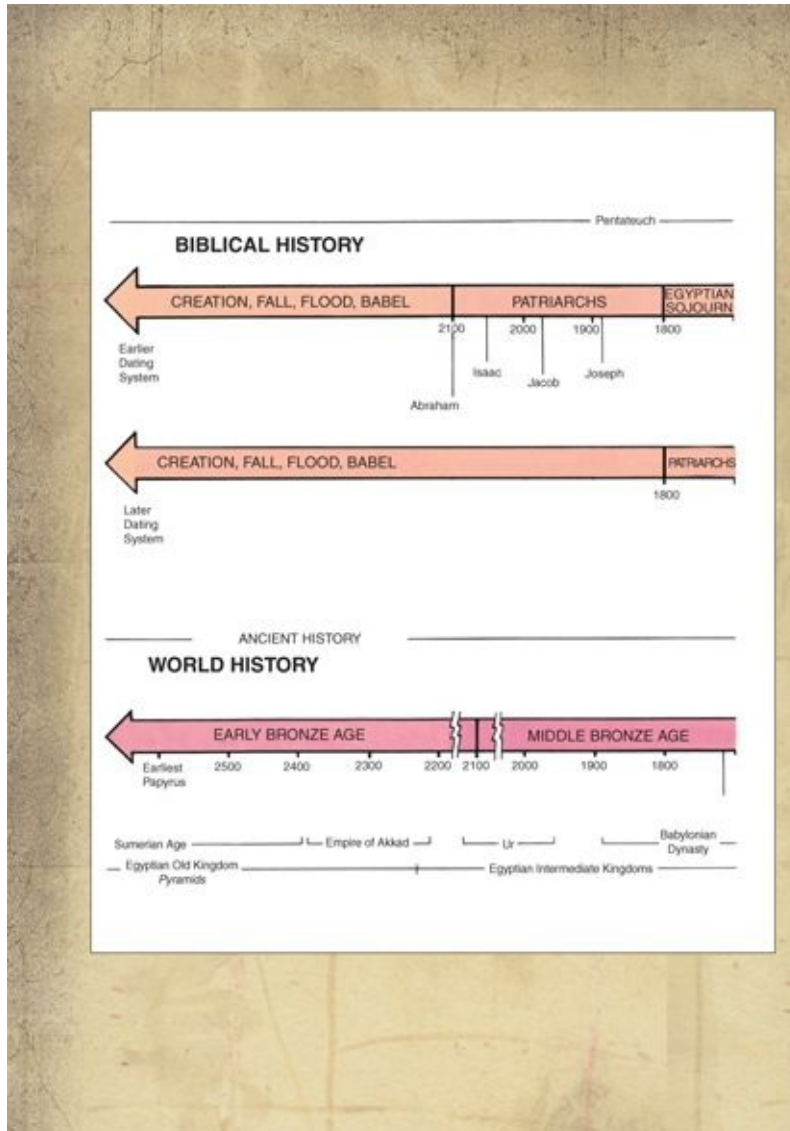 Pentateuch
BIBLICAL HISTORY
CREATION, FALL, FLOOD, BABEL
PATRIARCHS
EGYPTIAN
SOJOURN
2100 2000 1900 1800
Earlier
Dating
System
Isaac
Jacob
Joseph
Abraham
CREATION, FALL, FLOOD, BABEL
PATRIARCHS
1800
Later
Dating
System
ANCIENT HISTORY
WORLD HISTORY
EARLY BRONZE AGE
MIDDLE BRONZE AGE
Earliest
Papyrus
2500 2400 2300 2200 2100 2000 1900 1800
Sumerian Age
Empire of Akkad
Ur
Babylonian
Dynasty
Egyptian Old Kingdom
Pyramids
Egyptian Intermediate Kingdoms